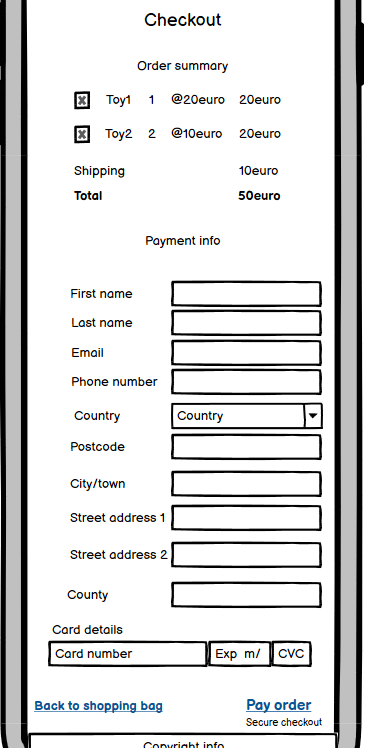 Checkout
Order summary
Toy1 1 @20euro 20euro
Toy2 2 @10euro 20euro
Shipping 10euro
Total 50euro
Payment info
First name
Last name
Email
Phone number
Country Country
Postcode
City/town
Street address 1
Street address 2
County
Card details
Card number Exp m/ CVC
Back to shopping bag Pay order
Secure checkout
Copyright info